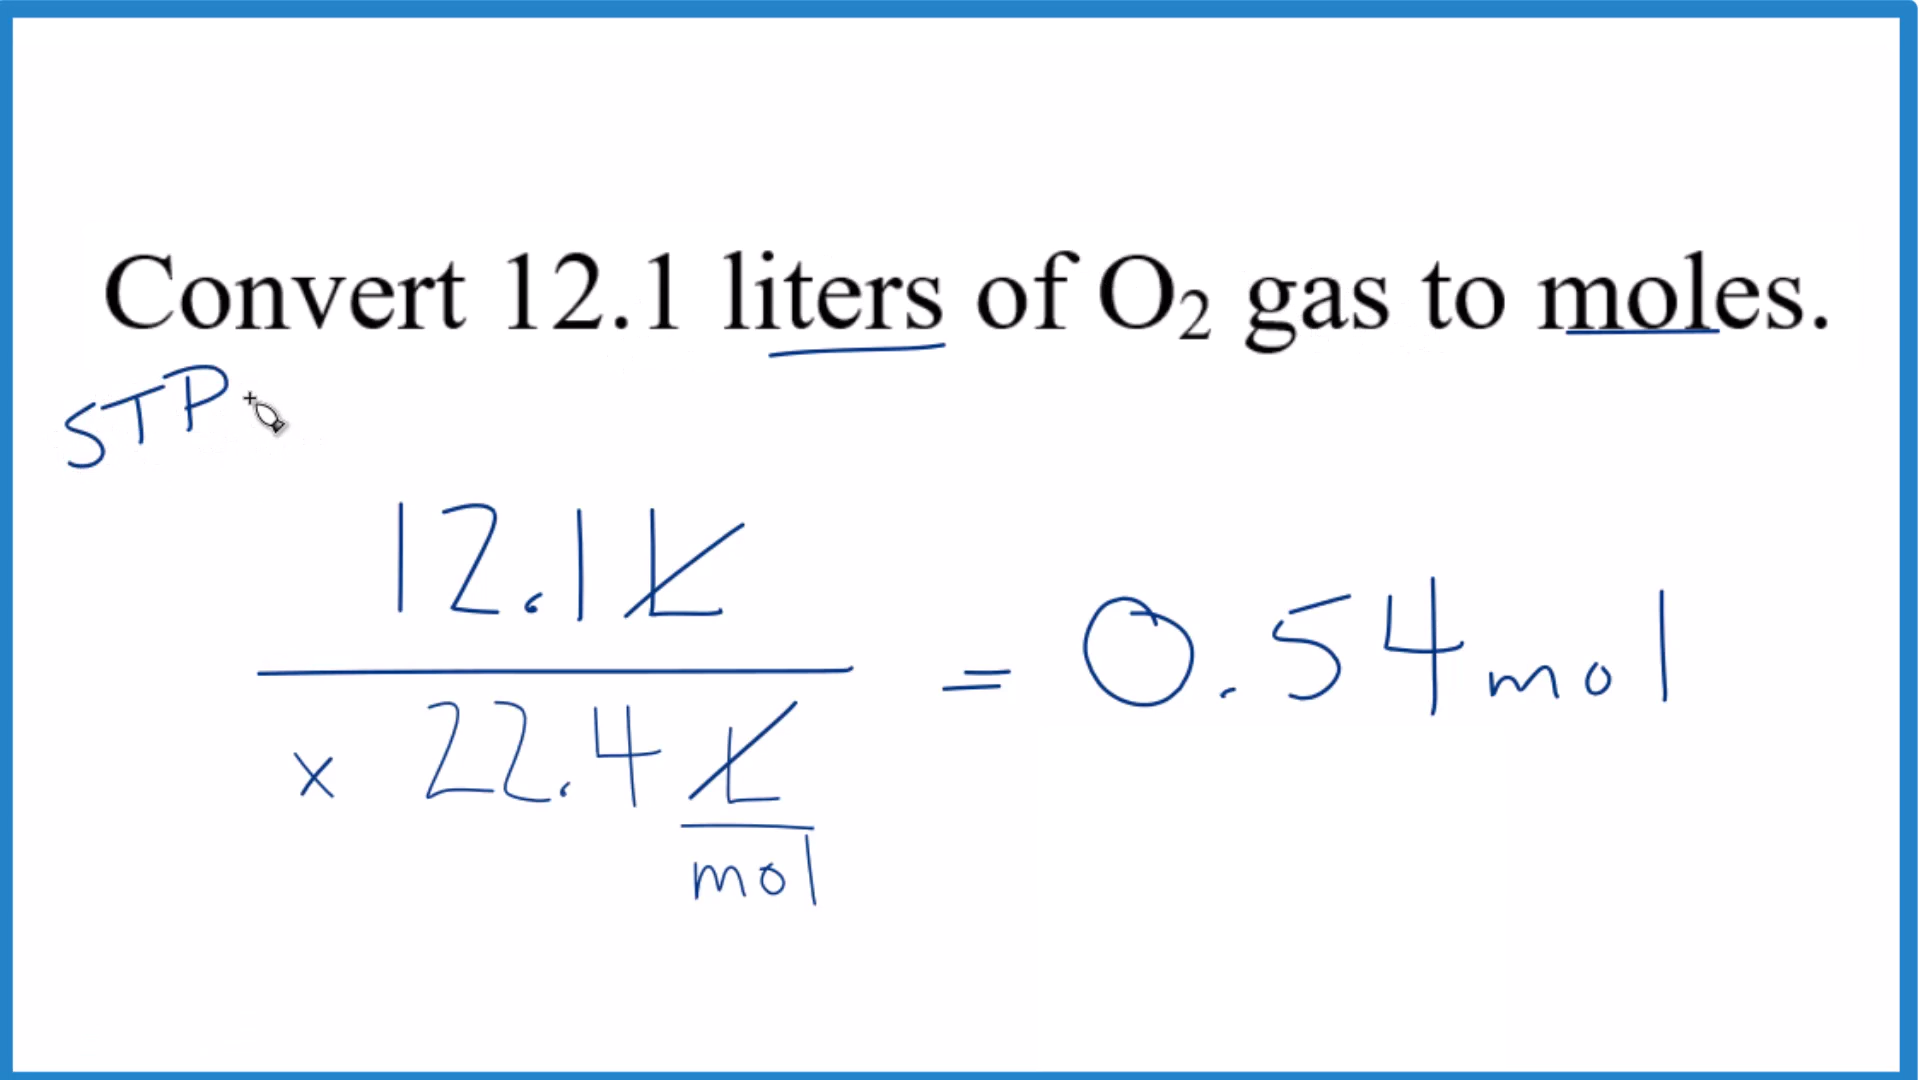 Convert 12.1 liters of O₂ gas to moles.
STP
12.1 L
x 22.4 L
mol
= 0.54 mol